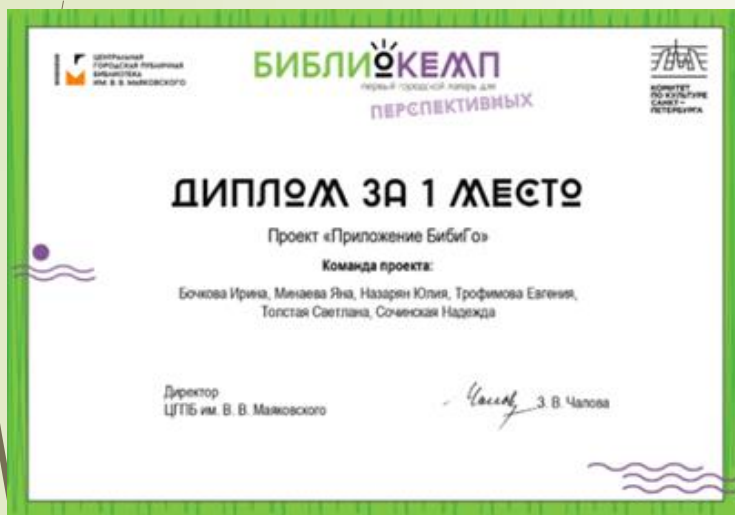 ЦЕНТРАЛЬНАЯ
ГОРОДСКАЯ ПУБЛИЧНАЯ
БИБЛИОТЕКА
ИМ. В. В. МАЯКОВСКОГО
БИБЛИОКЕМП
первый городской лагерь для
ПЕРСПЕКТИВНЫХ
КОМИТЕТ
ПО КУЛЬТУРЕ
САНКТ–
ПЕТЕРБУРГА
ДИПЛОМ ЗА 1 МЕСТО
Проект «Приложение БибиГо»
Команда проекта:
Бочкова Ирина, Минаева Яна, Назарян Юлия, Трофимова Евгения,
Толстая Светлана, Сочинская Надежда
Директор
ЦГПБ им. В. В. Маяковского
З. В. Чалова